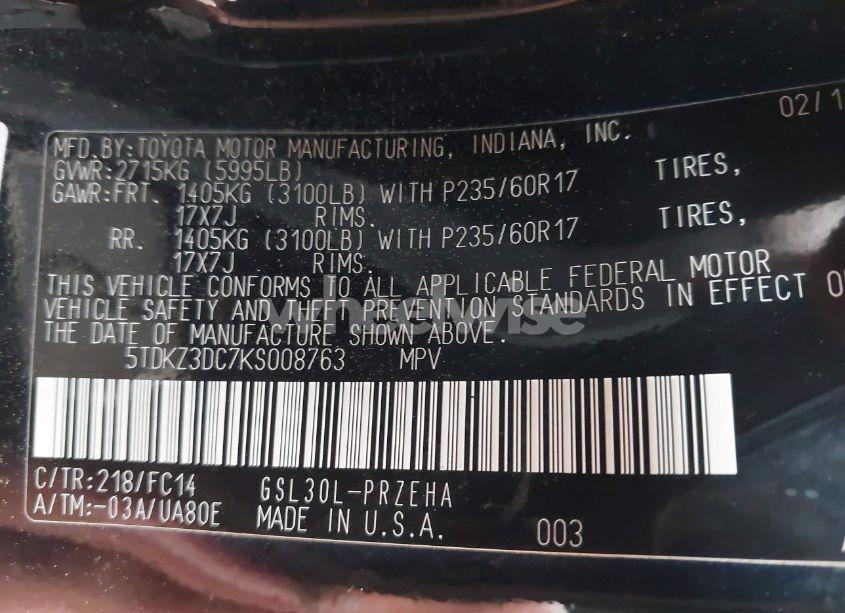 02/1
MFD.BY:TOYOTA MOTOR MANUFACTURING, INDIANA, INC.
GVWR:2715KG (5995LB)
GAWR:FRT. 1405KG (3100LB) WITH P235/60R17 TIRES,
17X7J RIMS.
RR. 1405KG (3100LB) WITH P235/60R17 TIRES,
17X7J RIMS.
THIS VEHICLE CONFORMS TO ALL APPLICABLE FEDERAL MOTOR
VEHICLE SAFETY AND THEFT PREVENTION STANDARDS IN EFFECT
THE DATE OF MANUFACTURE SHOWN ABOVE.
5TDKZ3DC7KS008763 MPV
C/TR:218/FC14 GSL30L-PRZEHA
A/TM:-03A/UA80E MADE IN U.S.A. 003
wheelwise